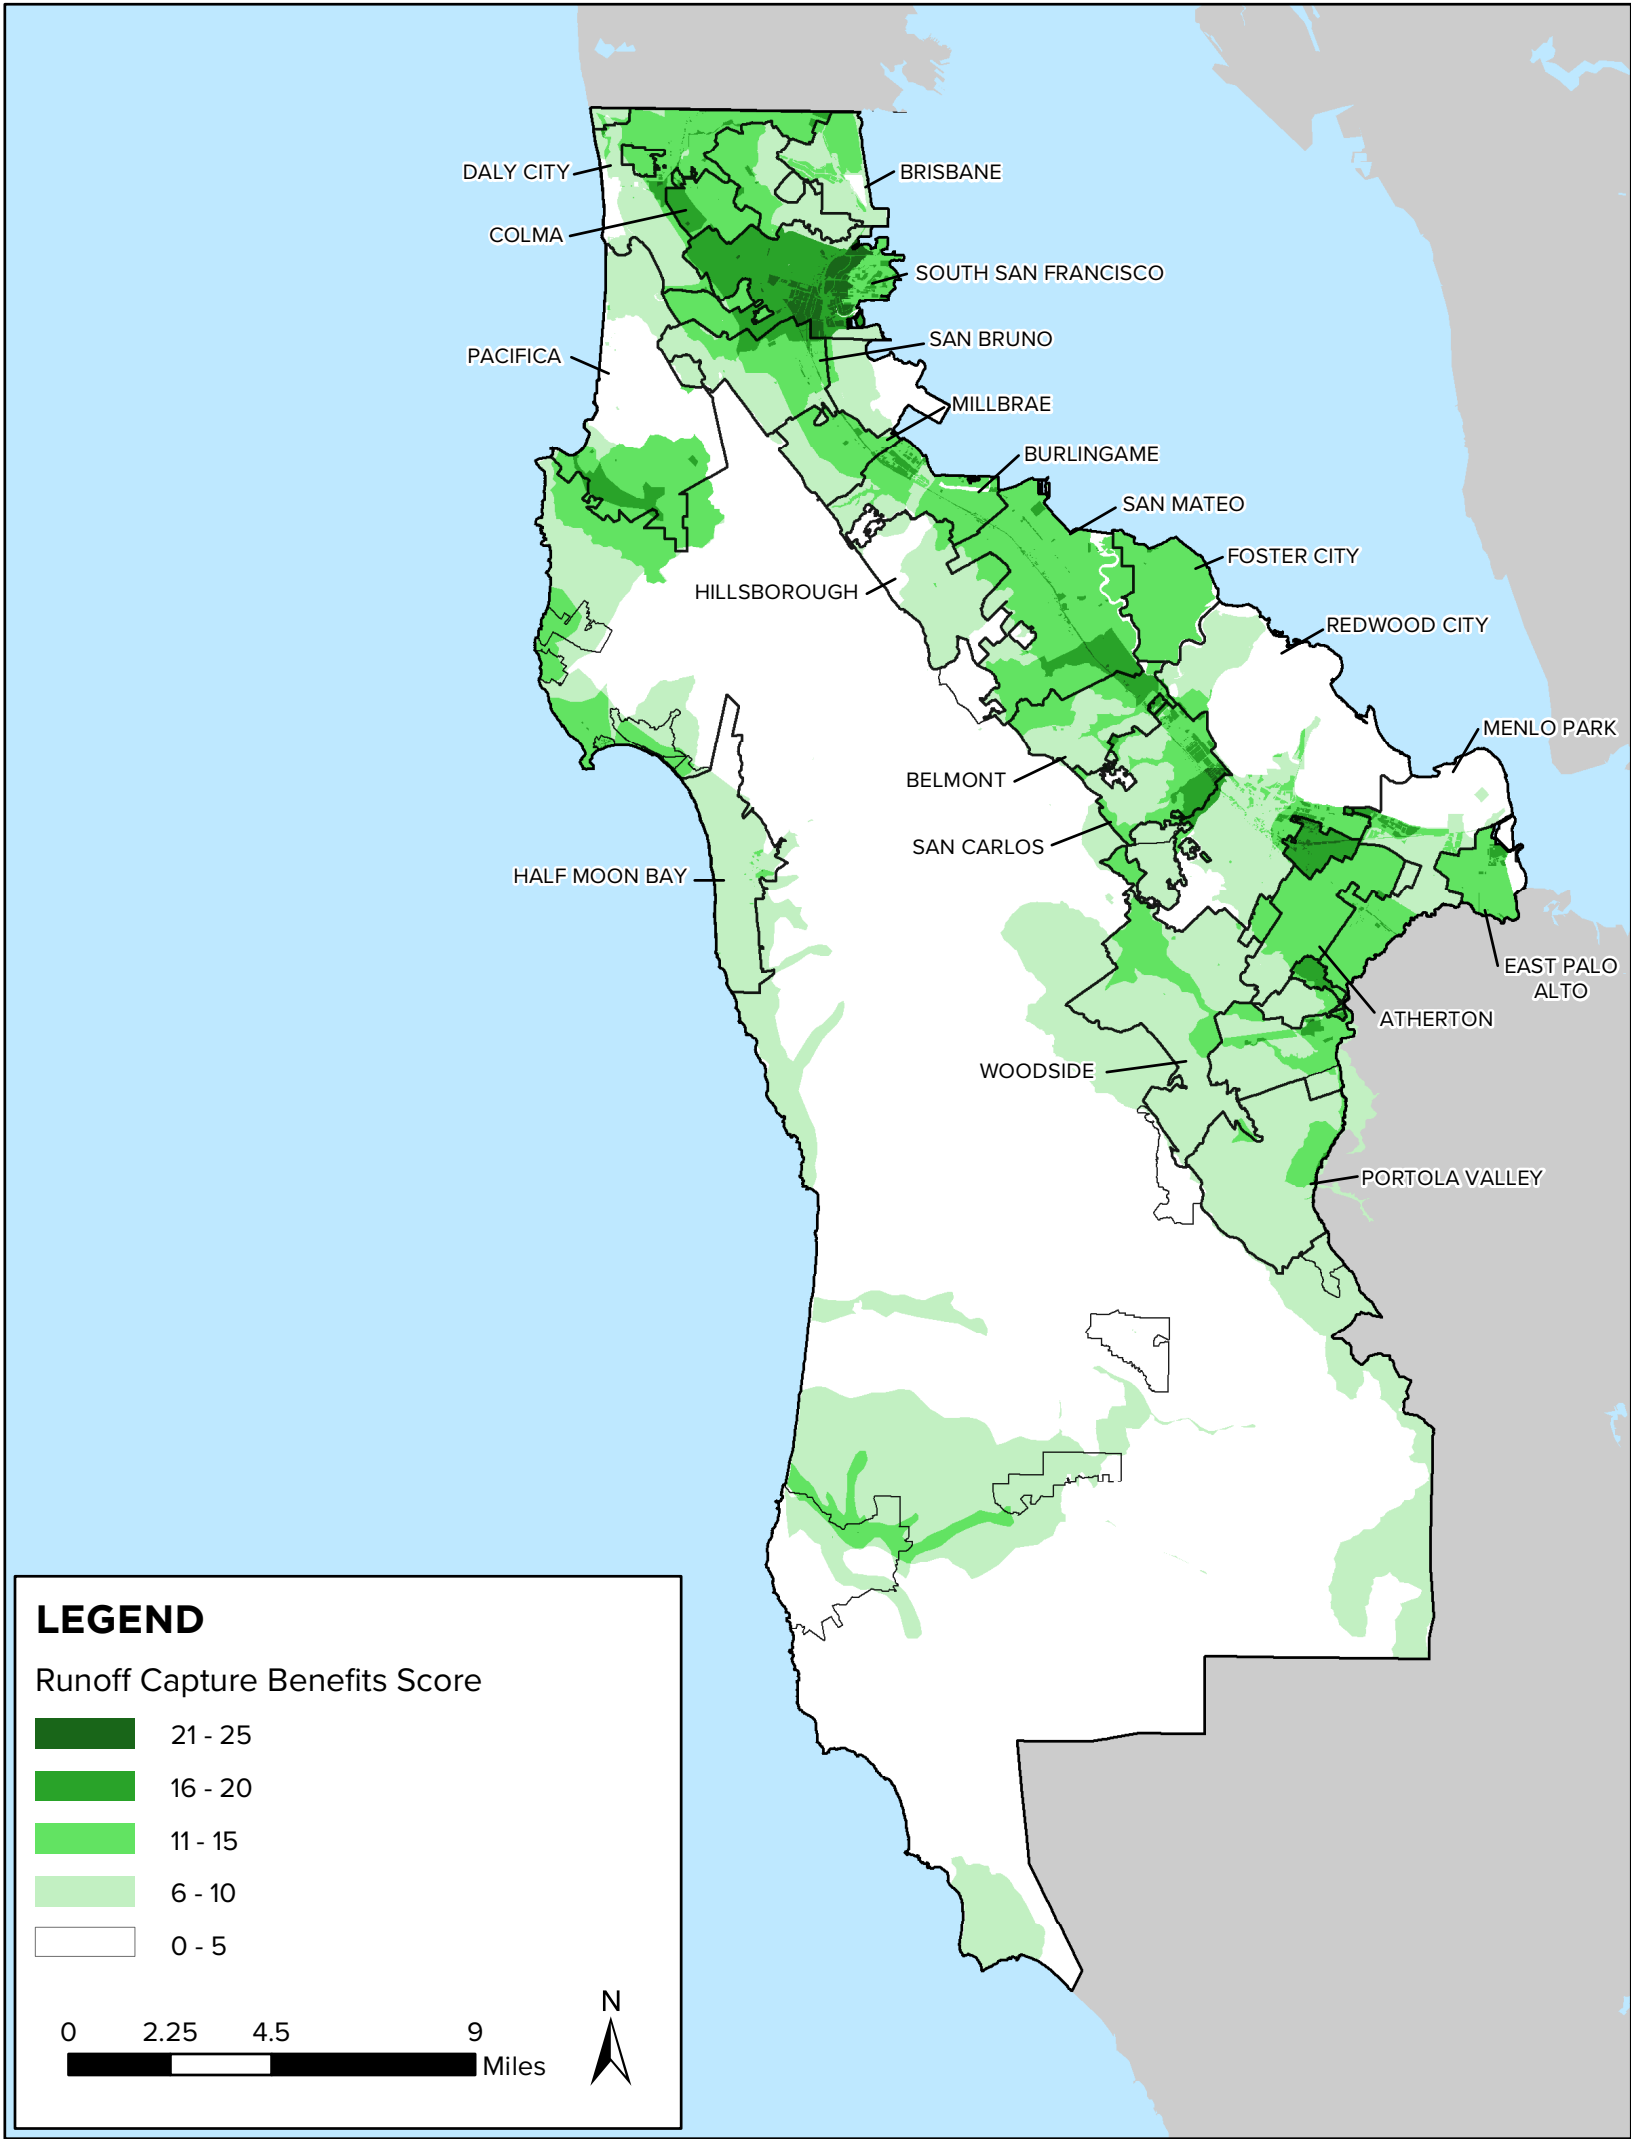 DALY CITY
BRISBANE
COLMA
SOUTH SAN FRANCISCO
SAN BRUNO
PACIFICA
MILLBRAE
BURLINGAME
SAN MATEO
FOSTER CITY
HILLSBOROUGH
REDWOOD CITY
MENLO PARK
BELMONT
SAN CARLOS
HALF MOON BAY
EAST PALO
ALTO
ATHERTON
WOODSIDE
PORTOLA VALLEY
LEGEND
Runoff Capture Benefits Score
21 - 25
16 - 20
11 - 15
6 - 10
0 - 5
N
0 2.25 4.5 9
Miles